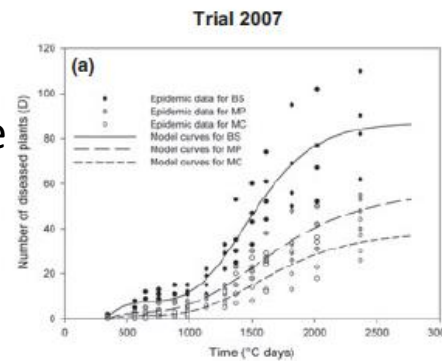 Trial 2007
e
(a)
Epidemic data for BS
Epidemic data for MP
Epidemic data for MC
Model curves for BS
Model curves for MP
Model curves for MC
Number of diseased plants (D)
120
100
80
60
40
20
0
0 500 1000 1500 2000 2500 300
Time (°C days)